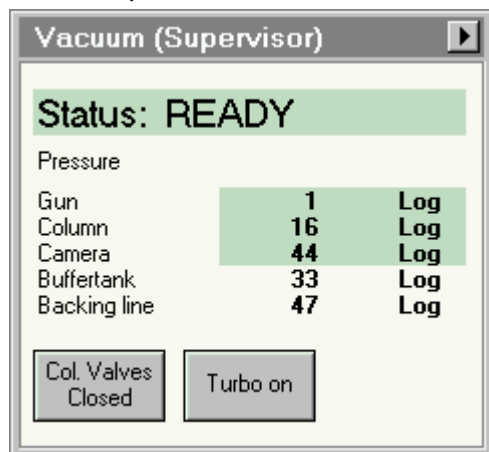 Vacuum (Supervisor)
Status: READY
Pressure
Gun 1 Log
Column 16 Log
Camera 44 Log
Buffertank 33 Log
Backing line 47 Log
Col. Valves
Closed
Turbo on